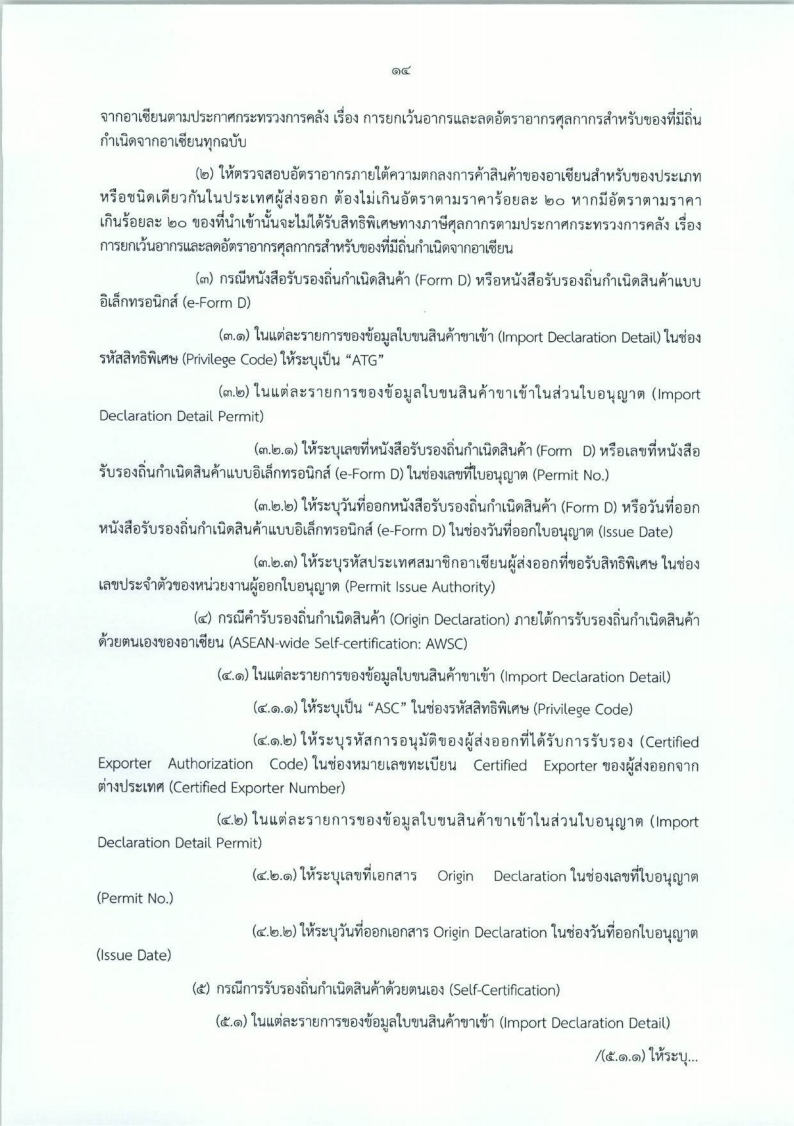 ๑๔
จากอาเซียนตามประกาศกระทรวงการคลัง เรื่อง การยกเว้นอากรและลดอัตราอากรศุลกากรสำหรับของที่มีถิ่น
กำเนิดจากอาเซียนทุกฉบับ
(๒) ให้ตรวจสอบอัตราอากรภายใต้ความตกลงการค้าสินค้าของอาเซียนสำหรับของประเภท
หรือชนิดเดียวกันในประเทศผู้ส่งออก ต้องไม่เกินอัตราตามราคาร้อยละ ๒๐ หากมีอัตราตามราคา
เกินร้อยละ ๒๐ ของที่นำเข้านั้นจะไม่ได้รับสิทธิพิเศษทางภาษีศุลกากรตามประกาศกระทรวงการคลัง เรื่อง
การยกเว้นอากรและลดอัตราอากรศุลกากรสำหรับของที่มีถิ่นกำเนิดจากอาเซียน
(๓) กรณีหนังสือรับรองถิ่นกำเนิดสินค้า (Form D) หรือหนังสือรับรองถิ่นกำเนิดสินค้าแบบ
อิเล็กทรอนิกส์ (e-Form D)
(๓.๑) ในแต่ละรายการของข้อมูลใบขนสินค้าขาเข้า (Import Declaration Detail) ในช่อง
รหัสสิทธิพิเศษ (Privilege Code) ให้ระบุเป็น “ATG”
(๓.๒) ในแต่ละรายการของข้อมูลใบขนสินค้าขาเข้าในส่วนใบอนุญาต (Import
Declaration Detail Permit)
(๓.๒.๑) ให้ระบุเลขที่หนังสือรับรองถิ่นกำเนิดสินค้า (Form D) หรือเลขที่หนังสือ
รับรองถิ่นกำเนิดสินค้าแบบอิเล็กทรอนิกส์ (e-Form D) ในช่องเลขที่ใบอนุญาต (Permit No.)
(๓.๒.๒) ให้ระบุวันที่ออกหนังสือรับรองถิ่นกำเนิดสินค้า (Form D) หรือวันที่ออก
หนังสือรับรองถิ่นกำเนิดสินค้าแบบอิเล็กทรอนิกส์ (e-Form D) ในช่องวันที่ออกใบอนุญาต (Issue Date)
(๓.๒.๓) ให้ระบุรหัสประเทศสมาชิกอาเซียนผู้ส่งออกที่ขอรับสิทธิพิเศษ ในช่อง
เลขประจำตัวของหน่วยงานผู้ออกใบอนุญาต (Permit Issue Authority)
(๔) กรณีคำรับรองถิ่นกำเนิดสินค้า (Origin Declaration) ภายใต้การรับรองถิ่นกำเนิดสินค้า
ด้วยตนเองของอาเซียน (ASEAN-wide Self-certification: AWSC)
(๔.๑) ในแต่ละรายการของข้อมูลใบขนสินค้าขาเข้า (Import Declaration Detail)
(๔.๑.๑) ให้ระบุเป็น “ASC” ในช่องรหัสสิทธิพิเศษ (Privilege Code)
(๔.๑.๒) ให้ระบุรหัสการอนุมัติของผู้ส่งออกที่ได้รับการรับรอง (Certified
Exporter Authorization Code) ในช่องหมายเลขทะเบียน Certified Exporter ของผู้ส่งออกจาก
ต่างประเทศ (Certified Exporter Number)
(๔.๒) ในแต่ละรายการของข้อมูลใบขนสินค้าขาเข้าในส่วนใบอนุญาต (Import
Declaration Detail Permit)
(๔.๒.๑) ให้ระบุเลขที่เอกสาร Origin Declaration ในช่องเลขที่ใบอนุญาต
(Permit No.)
(๔.๒.๒) ให้ระบุวันที่ออกเอกสาร Origin Declaration ในช่องวันที่ออกใบอนุญาต
(Issue Date)
(๕) กรณีการรับรองถิ่นกำเนิดสินค้าด้วยตนเอง (Self-Certification)
(๕.๑) ในแต่ละรายการของข้อมูลใบขนสินค้าขาเข้า (Import Declaration Detail)
/(๕.๑.๑) ให้ระบุ...